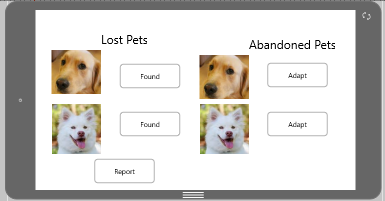 Lost Pets
Abandoned Pets
Found
Adapt
Found
Adapt
Report